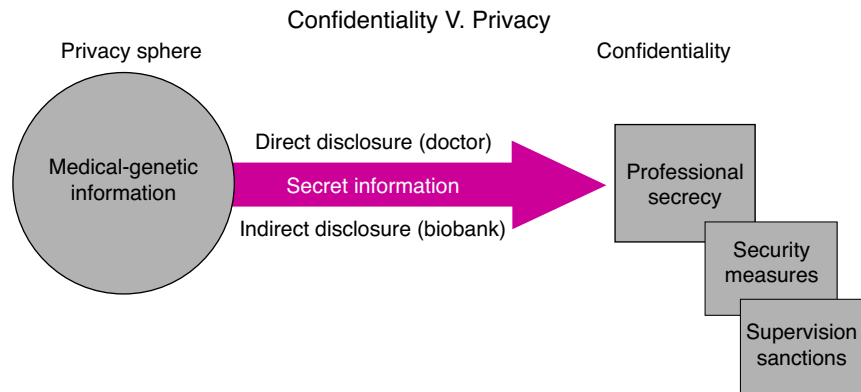 Confidentiality V. Privacy
Privacy sphere
Confidentiality
Medical-genetic
information
Direct disclosure (doctor)
Secret information
Indirect disclosure (biobank)
Professional
secrecy
Security
measures
Supervision
sanctions